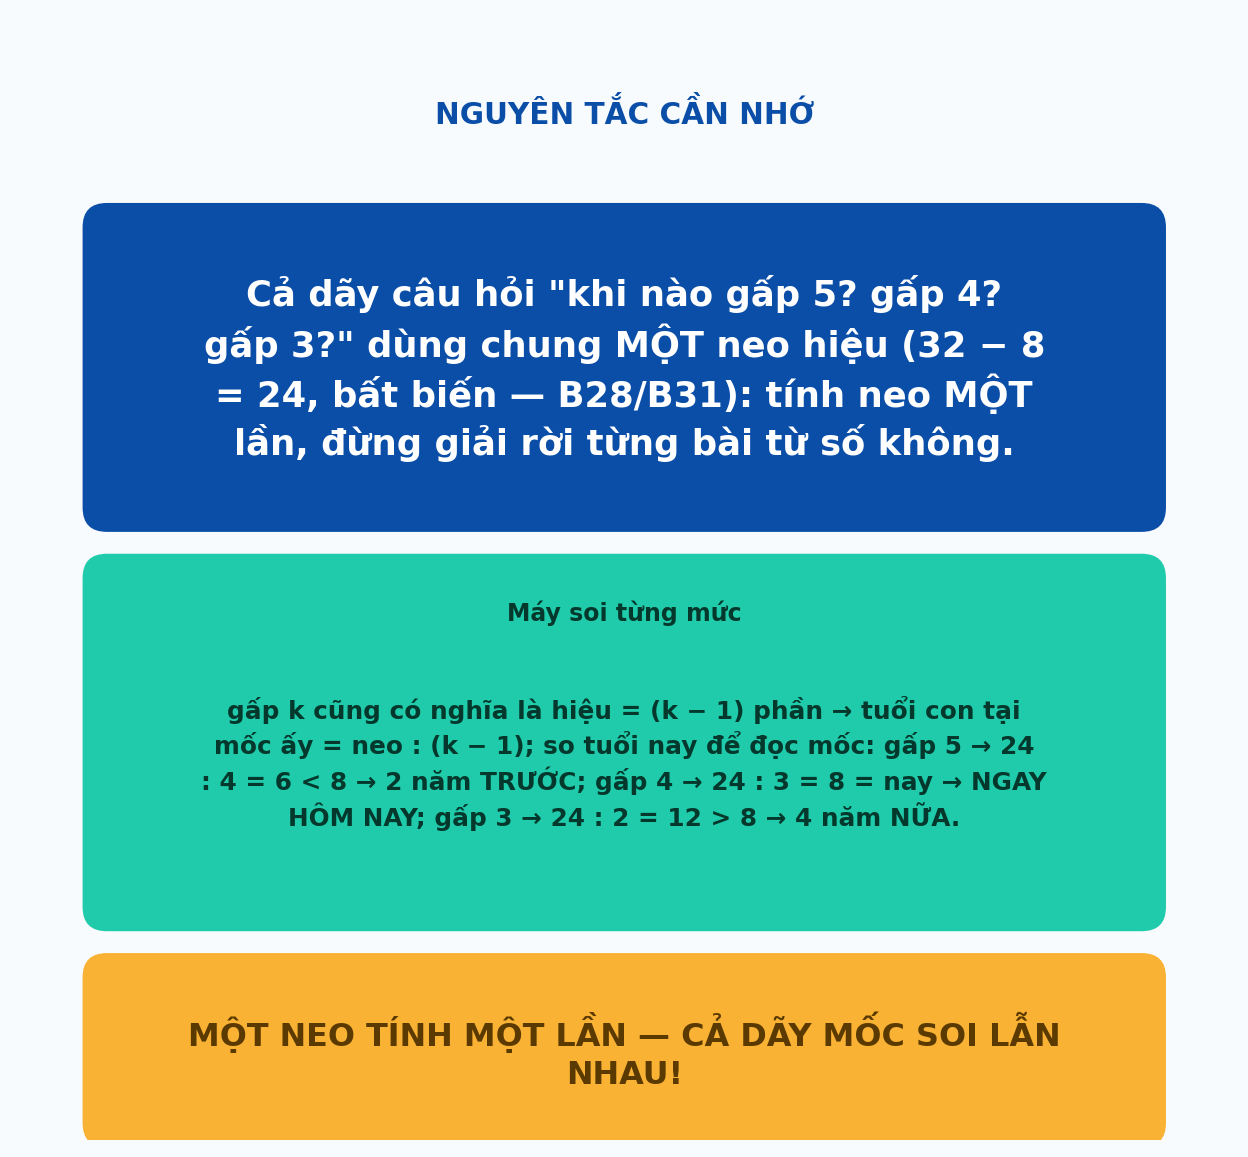 NGUYÊN TẮC CẦN NHỚ
Cả dãy câu hỏi "khi nào gấp 5? gấp 4?
gấp 3?" dùng chung MỘT neo hiệu (32 − 8
= 24, bất biến — B28/B31): tính neo MỘT
lần, đừng giải rời từng bài từ số không.
Máy soi từng mức
gấp k cũng có nghĩa là hiệu = (k − 1) phần → tuổi con tại
mốc ấy = neo : (k − 1); so tuổi nay để đọc mốc: gấp 5 → 24
: 4 = 6 < 8 → 2 năm TRƯỚC; gấp 4 → 24 : 3 = 8 = nay → NGAY
HÔM NAY; gấp 3 → 24 : 2 = 12 > 8 → 4 năm NỮA.
MỘT NEO TÍNH MỘT LẦN — CẢ DÃY MỐC SOI LẪN
NHAU!